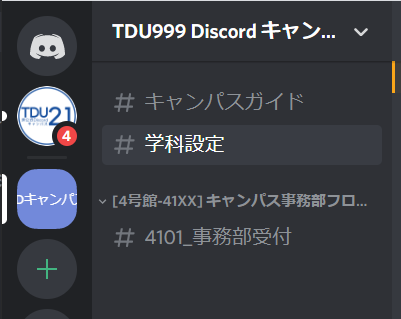 TDU999 Discord キャン...
キャンパスガイド
TDU21
4
学科設定
[4号館-41XX] キャンパス事務部フロ...
oキャンパ
4101_事務部受付